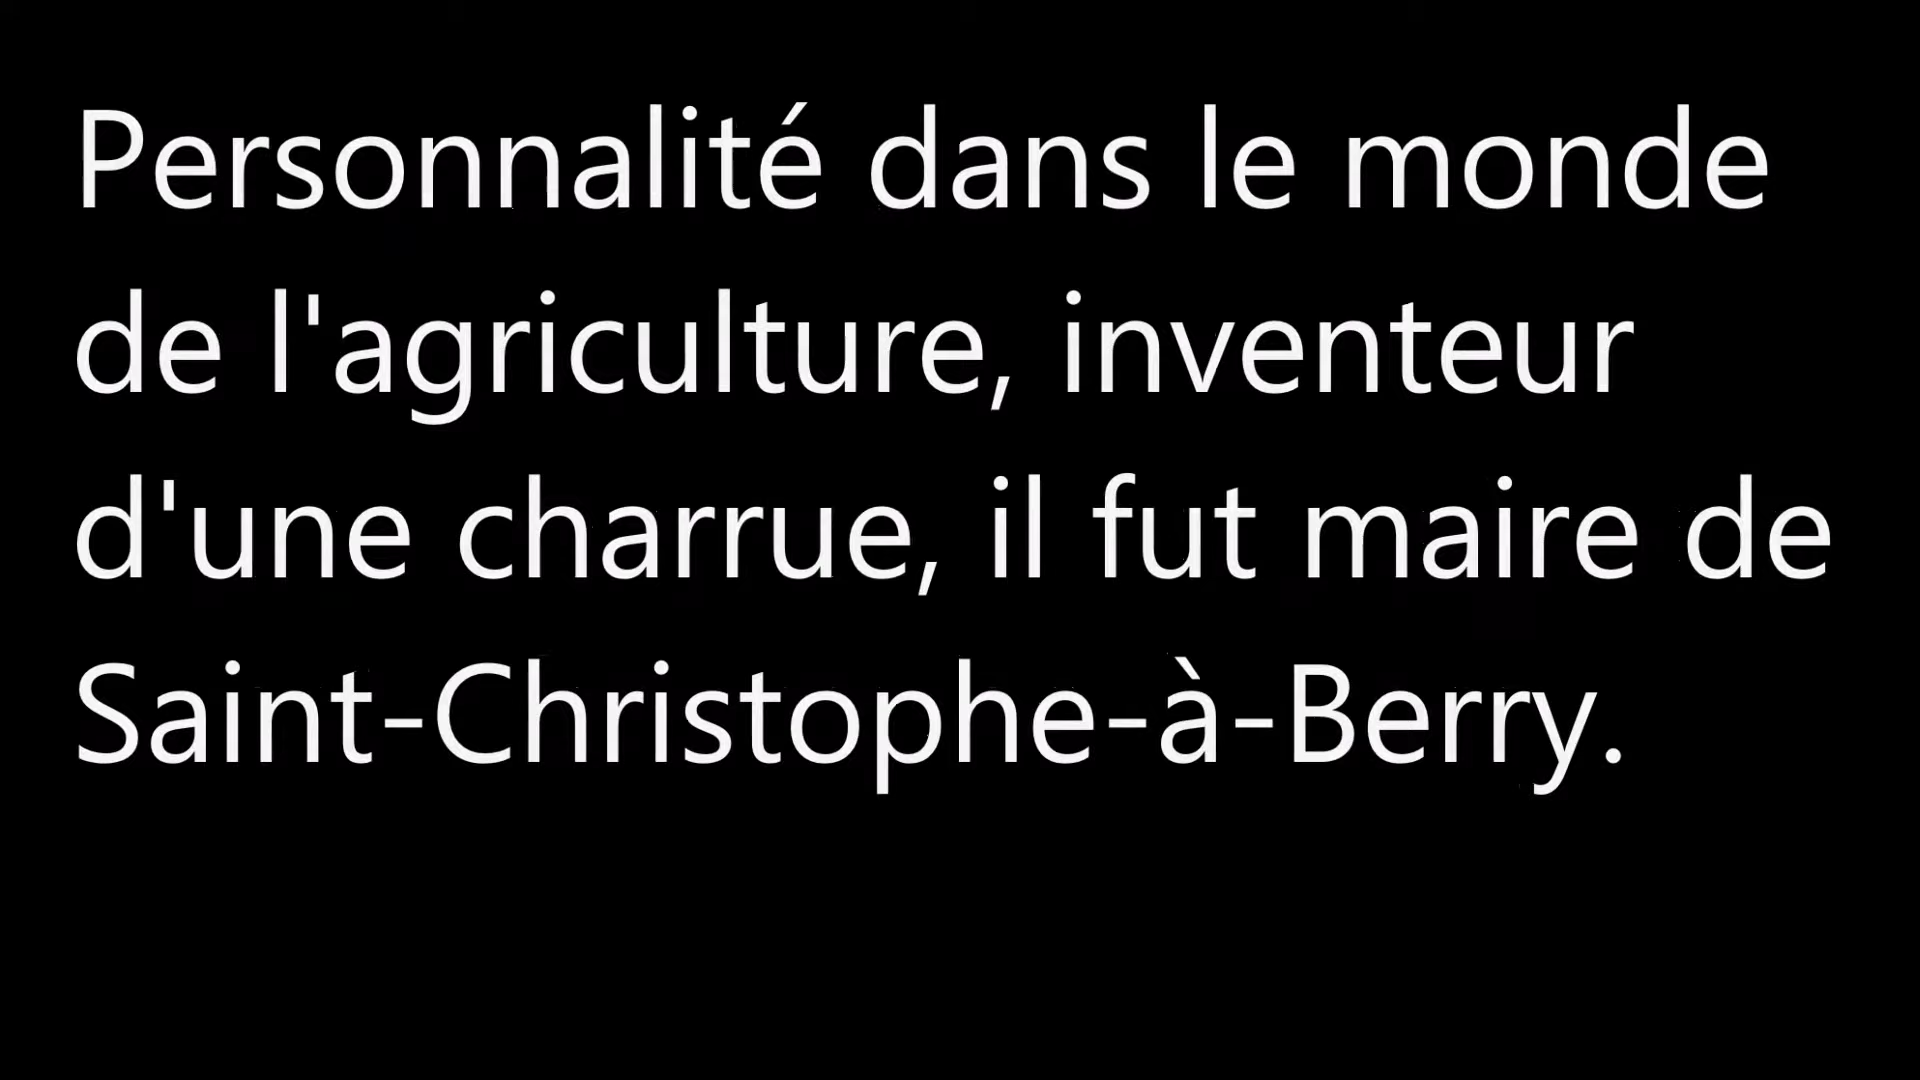 Personnalité dans le monde
de l'agriculture, inventeur
d'une charrue, il fut maire de
Saint-Christophe-à-Berry.